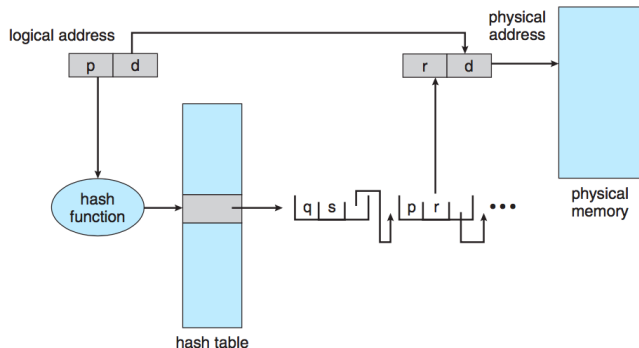 logical address
p d
physical
address
r d
hash
function
q s
p r
•••
physical
memory
hash table